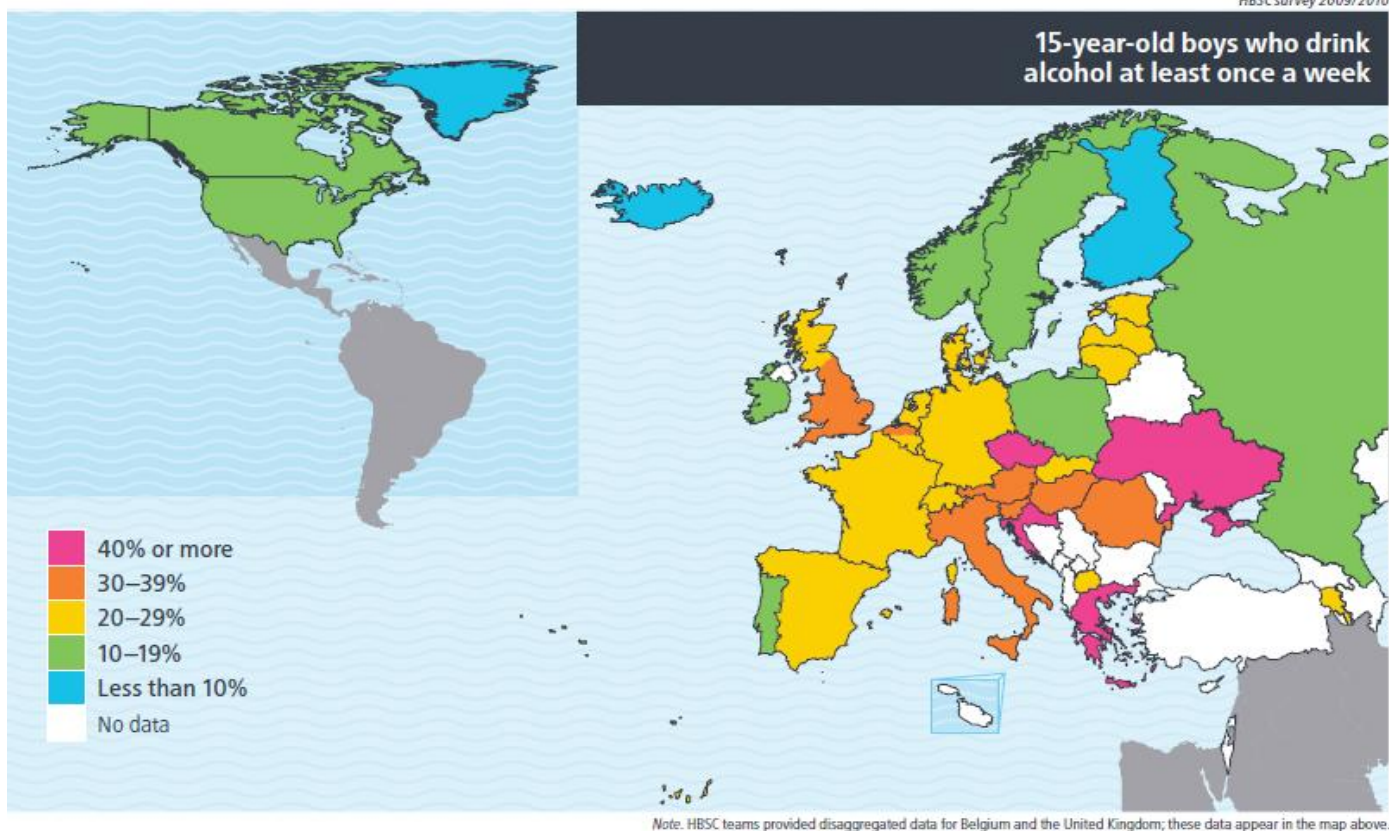 HBSC survey 2009/2010
15-year-old boys who drink
alcohol at least once a week
40% or more
30–39%
20–29%
10–19%
Less than 10%
No data
Note. HBSC teams provided disaggregated data for Belgium and the United Kingdom; these data appear in the map above.